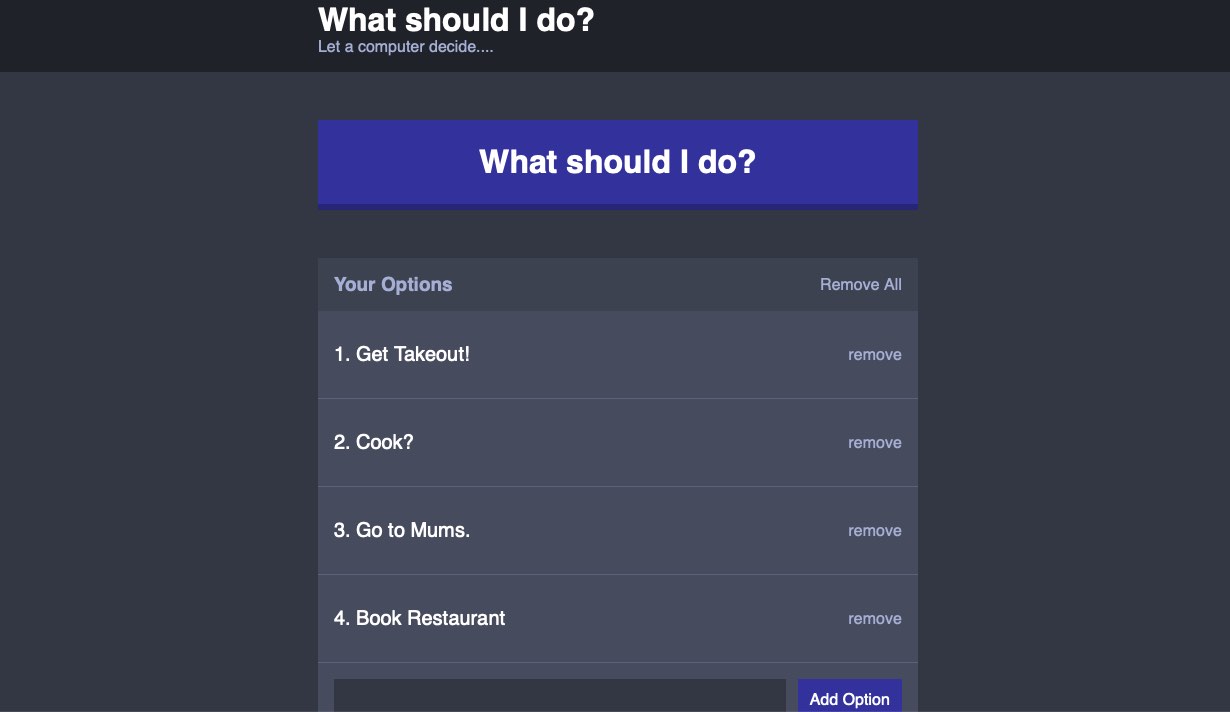 What should I do?
Let a computer decide....
What should I do?
Your Options Remove All
1. Get Takeout! remove
2. Cook? remove
3. Go to Mums. remove
4. Book Restaurant remove
Add Option